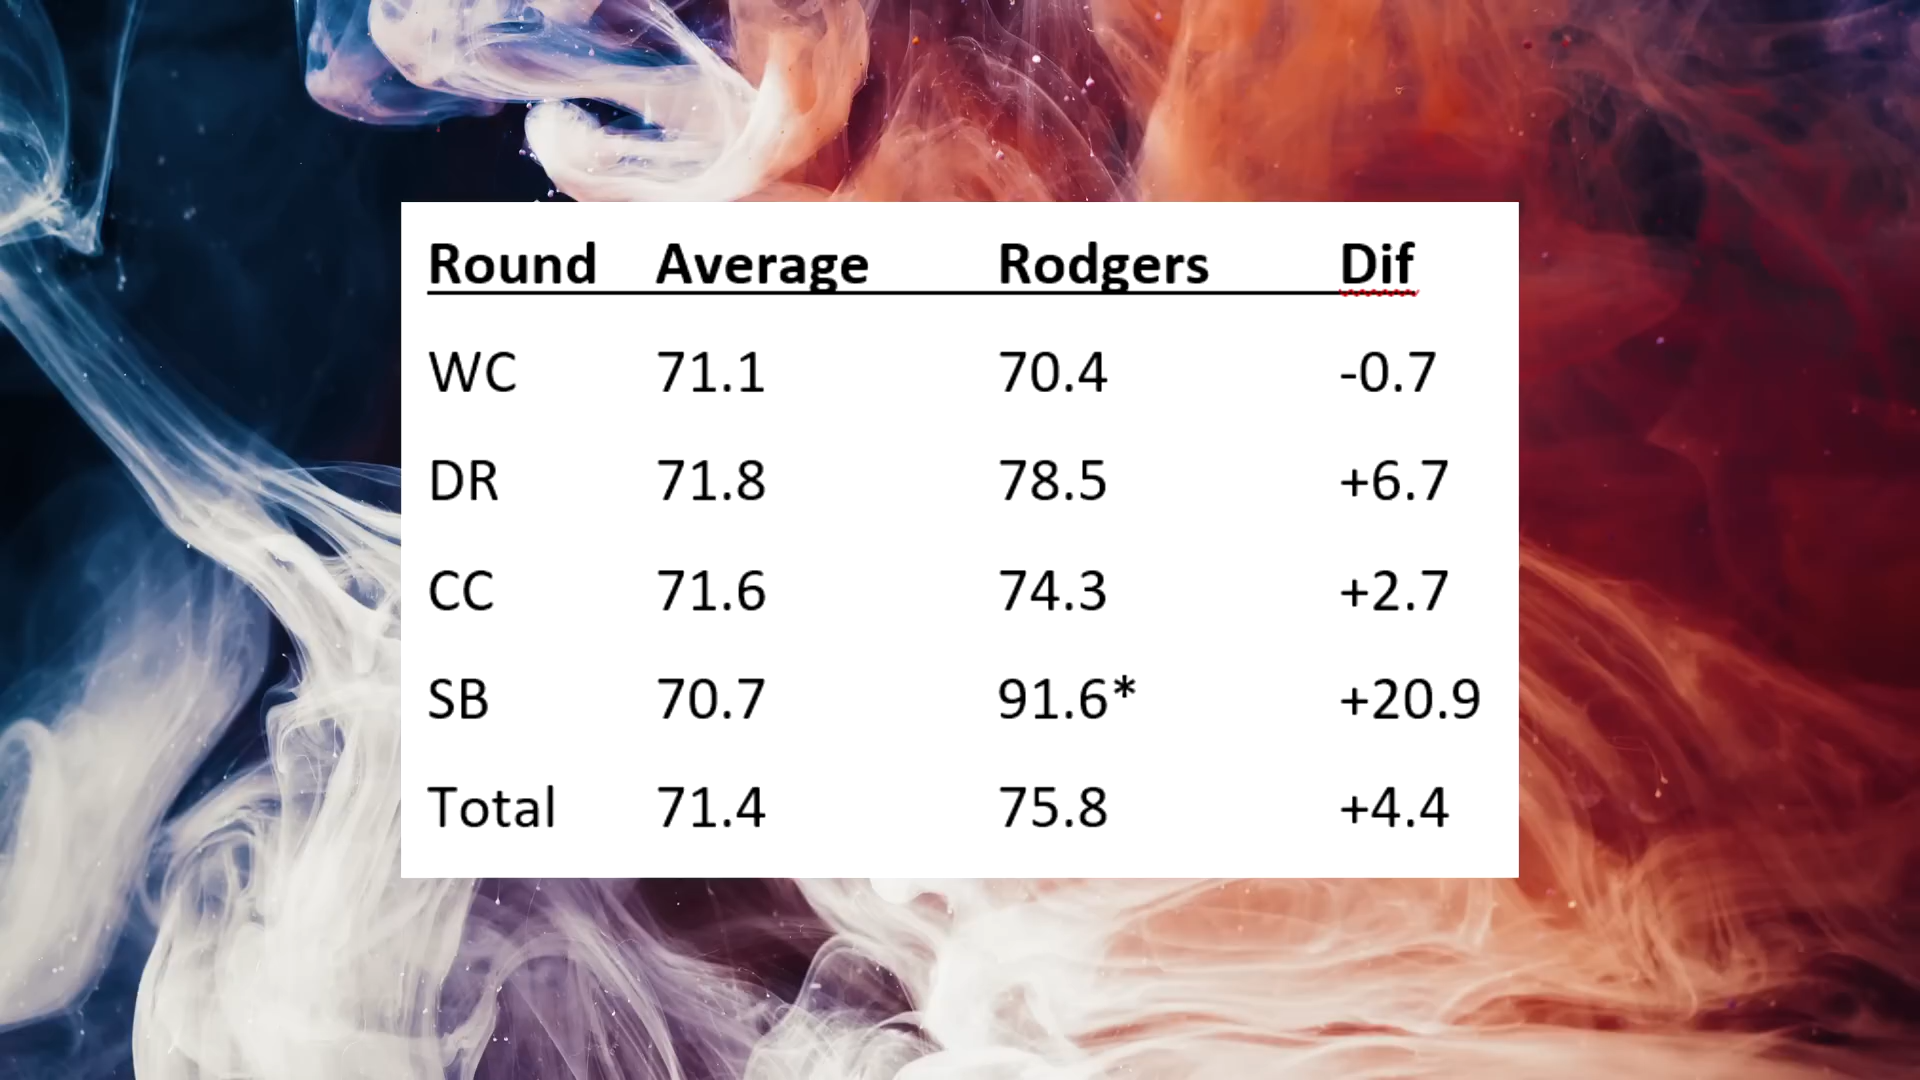 Round Average Rodgers Dif
WC 71.1 70.4 -0.7
DR 71.8 78.5 +6.7
CC 71.6 74.3 +2.7
SB 70.7 91.6* +20.9
Total 71.4 75.8 +4.4